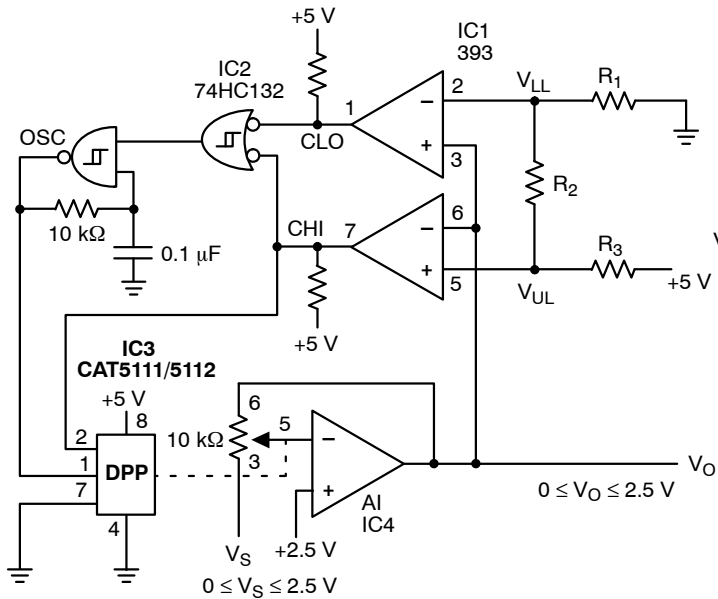 +5 V
IC1
393
IC2
74HC132
2
V_LL
R1
1
–
OSC
CLO
+
3
R2
CHI
7
6
–
R3
10 kΩ
0.1 µF
+
5
V_UL
+5 V
V
IC3
CAT5111/5112
+5 V
+5 V
8
6
2
10 kΩ
5
–
1
DPP
3
7
+
AI
IC4
V_O
0 ≤ V_O ≤ 2.5 V
4
V_S
+2.5 V
0 ≤ V_S ≤ 2.5 V